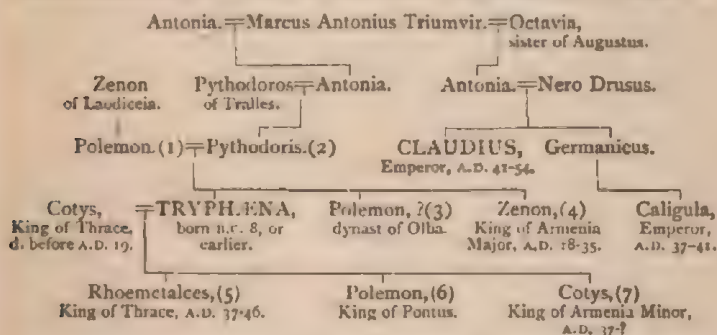 Antonia. Marcus Antonius Triumvir. Octavia,
sister of Augustus.
Zenon Pythodoros Antonia. Antonia. Nero Drusus.
of Laodiceia. of Tralles.
Polemon.(1) Pythodoris.(2) CLAUDIUS, Germanicus.
Emperor, A.D. 41-54.
Cotys, TRYPHÆNA, Polemon, ?(3) Zenon,(4) Caligula,
King of Thrace, born B.C. 8, or dynast of Olba. King of Armenia Emperor,
d. before A.D. 19. earlier. Major, A.D. 18-35. A.D. 37-41.
Rhoemetalces,(5) Polemon,(6) Cotys,(7)
King of Thrace, A.D. 37-46. King of Pontus. King of Armenia Minor,
A.D. 37-?